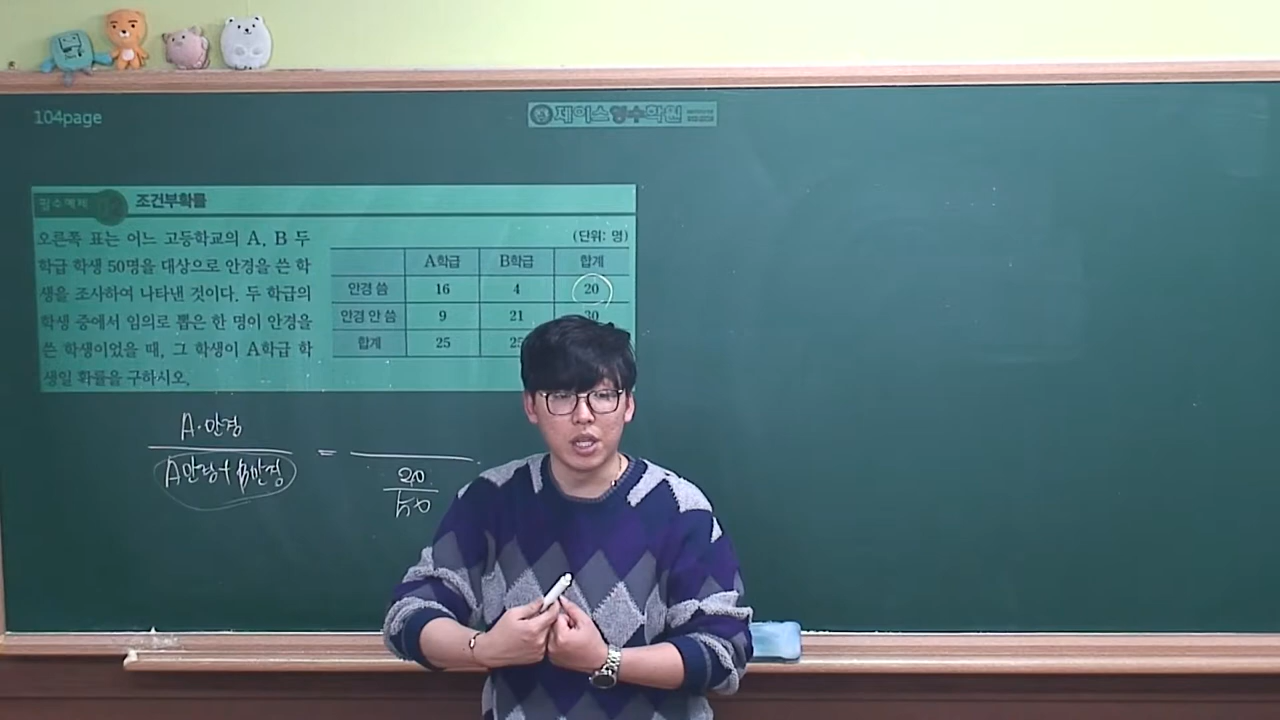 104page
제이스영수학원
필수예제 조건부확률
오른쪽 표는 어느 고등학교의 A, B 두
학급 학생 50명을 대상으로 안경을 쓴 학
생을 조사하여 나타낸 것이다. 두 학급의
학생 중에서 임의로 뽑은 한 명이 안경을
쓴 학생이었을 때, 그 학생이 A학급 학
생일 확률을 구하시오.
(단위: 명)
A학급 B학급 합계
안경 씀 16 4 20
안경 안 씀 9 21 30
합계 25 25
A·안경
A안경+B안경
=
20
50